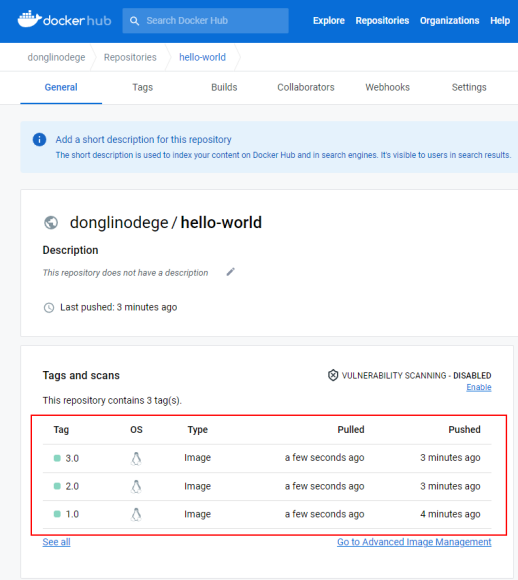 docker hub Search Docker Hub Explore Repositories Organizations Help
donglinodege Repositories hello-world
General Tags Builds Collaborators Webhooks Settings
Add a short description for this repository
The short description is used to index your content on Docker Hub and in search engines. It's visible to users in search results.
donglinodege / hello-world
Description
This repository does not have a description
Last pushed: 3 minutes ago
Tags and scans VULNERABILITY SCANNING - DISABLED
Enable
This repository contains 3 tag(s).
Tag OS Type Pulled Pushed
3.0 Image a few seconds ago 3 minutes ago
2.0 Image a few seconds ago 3 minutes ago
1.0 Image a few seconds ago 4 minutes ago
See all Go to Advanced Image Management